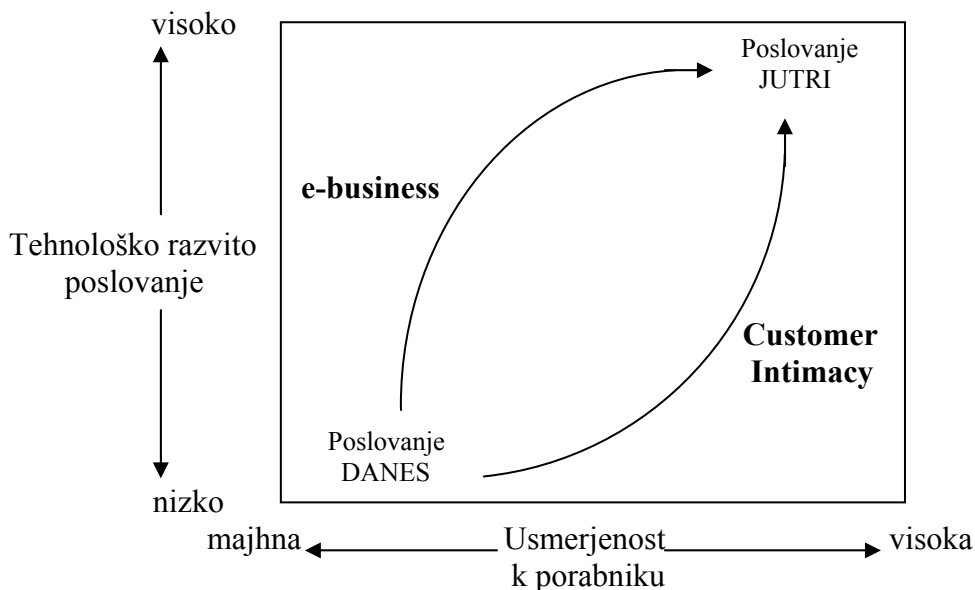 visoko
Poslovanje
JUTRI
e-business
Tehnološko razvito
poslovanje
Customer
Intimacy
Poslovanje
DANES
nizko
majhna
Usmerjenost
k porabniku
visoka